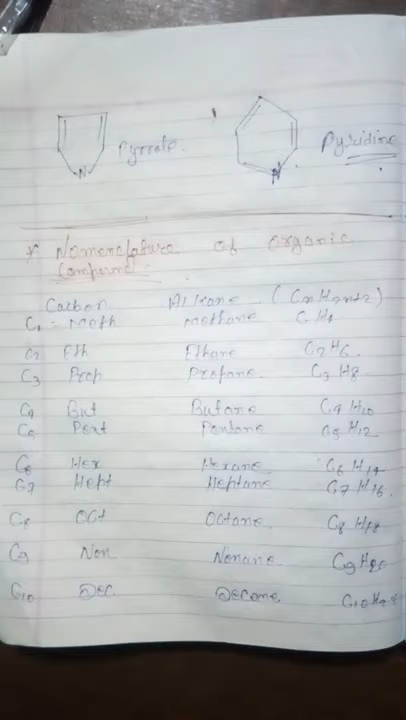 Pyrrole.
Pyridine
N
N
* Nomenclature of organic
Compound.
Carbon Alkane (CnH2n+2)
C1 : Meth Methane CH4
C2 Eth Ethane C2H6.
C3 Prop Propane C3H8
C4 But Butane C4H10
C5 Pent Pentane C5H12
C6 Hex Hexane C6H14
C7 Hept Heptane C7H16.
C8 Oct Octane C8H18
C9 Non Nonane. C9H20
C10 Dec. Decane. C10H22